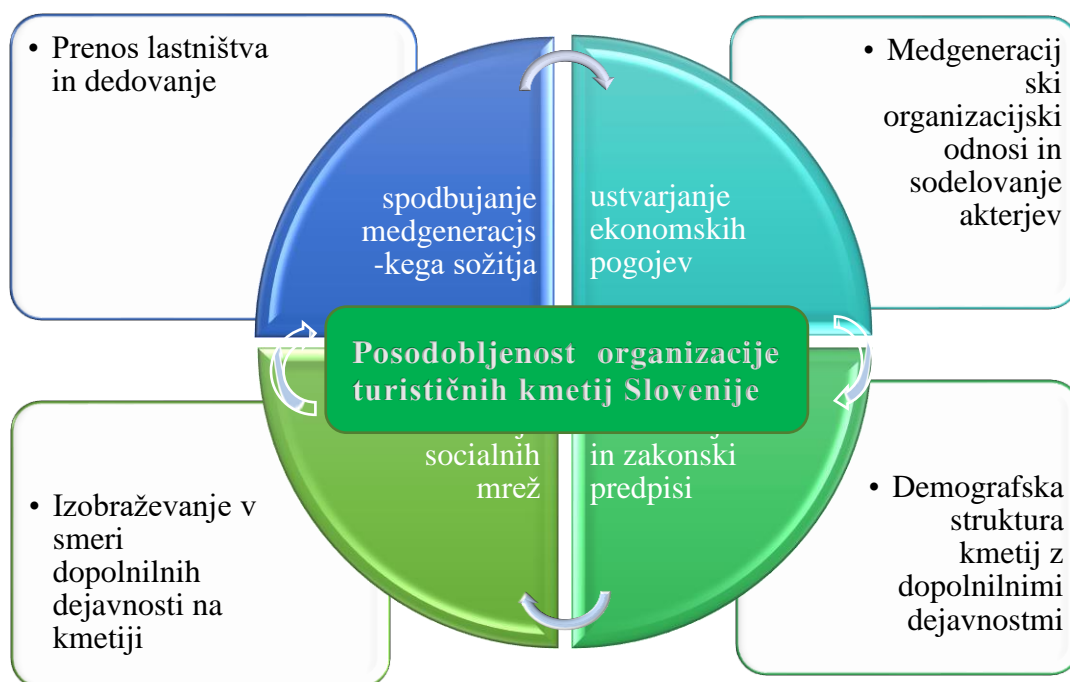 • Prenos lastništva
in dedovanje
• Medgeneracij
ski
organizacijski
odnosi in
sodelovanje
akterjev
spodbujanje
medgeneracjs
-kega sožitja
ustvarjanje
ekonomskih
pogojev
Posodobljenost organizacije
turističnih kmetij Slovenije
socialnih
mrež
in zakonski
predpisi
• Izobraževanje v
smeri
dopolnilnih
dejavnosti na
kmetiji
• Demografska
struktura
kmetij z
dopolnilnimi
dejavnostmi